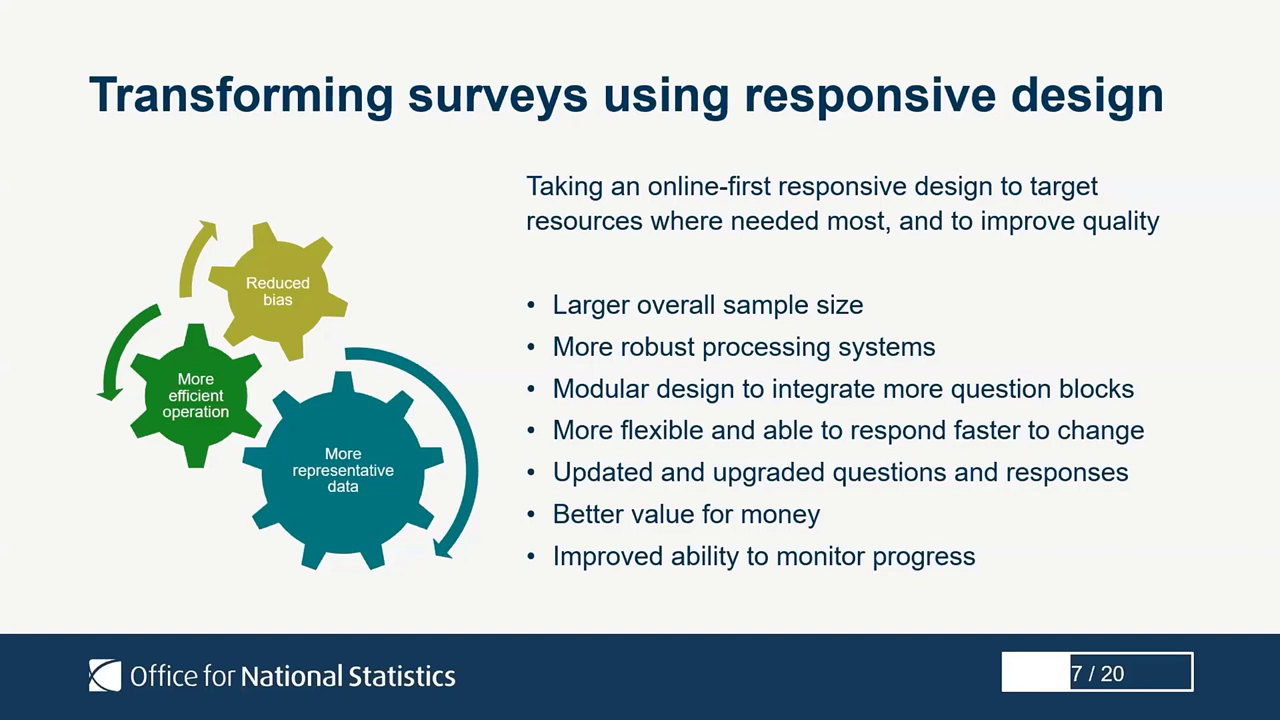 Transforming surveys using responsive design
Taking an online-first responsive design to target
resources where needed most, and to improve quality
Reduced
bias
More
efficient
operation
More
representative
data
• Larger overall sample size
• More robust processing systems
• Modular design to integrate more question blocks
• More flexible and able to respond faster to change
• Updated and upgraded questions and responses
• Better value for money
• Improved ability to monitor progress
Office for National Statistics
7 / 20